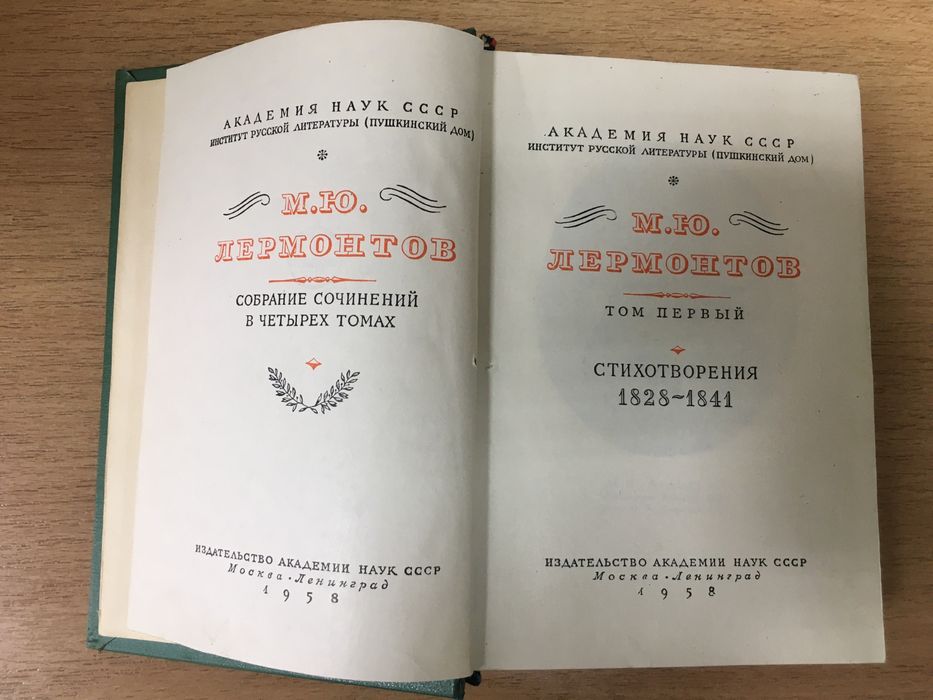 АКАДЕМИЯ НАУК СССР
ИНСТИТУТ РУССКОЙ ЛИТЕРАТУРЫ (ПУШКИНСКИЙ ДОМ)
М.Ю.
ЛЕРМОНТОВ
СОБРАНИЕ СОЧИНЕНИЙ
В ЧЕТЫРЕХ ТОМАХ
ИЗДАТЕЛЬСТВО АКАДЕМИИ НАУК СССР
Москва • Ленинград
1958
АКАДЕМИЯ НАУК СССР
ИНСТИТУТ РУССКОЙ ЛИТЕРАТУРЫ (ПУШКИНСКИЙ ДОМ)
М.Ю.
ЛЕРМОНТОВ
ТОМ ПЕРВЫЙ
СТИХОТВОРЕНИЯ
1828~1841
ИЗДАТЕЛЬСТВО АКАДЕМИИ НАУК СССР
Москва • Ленинград
1958